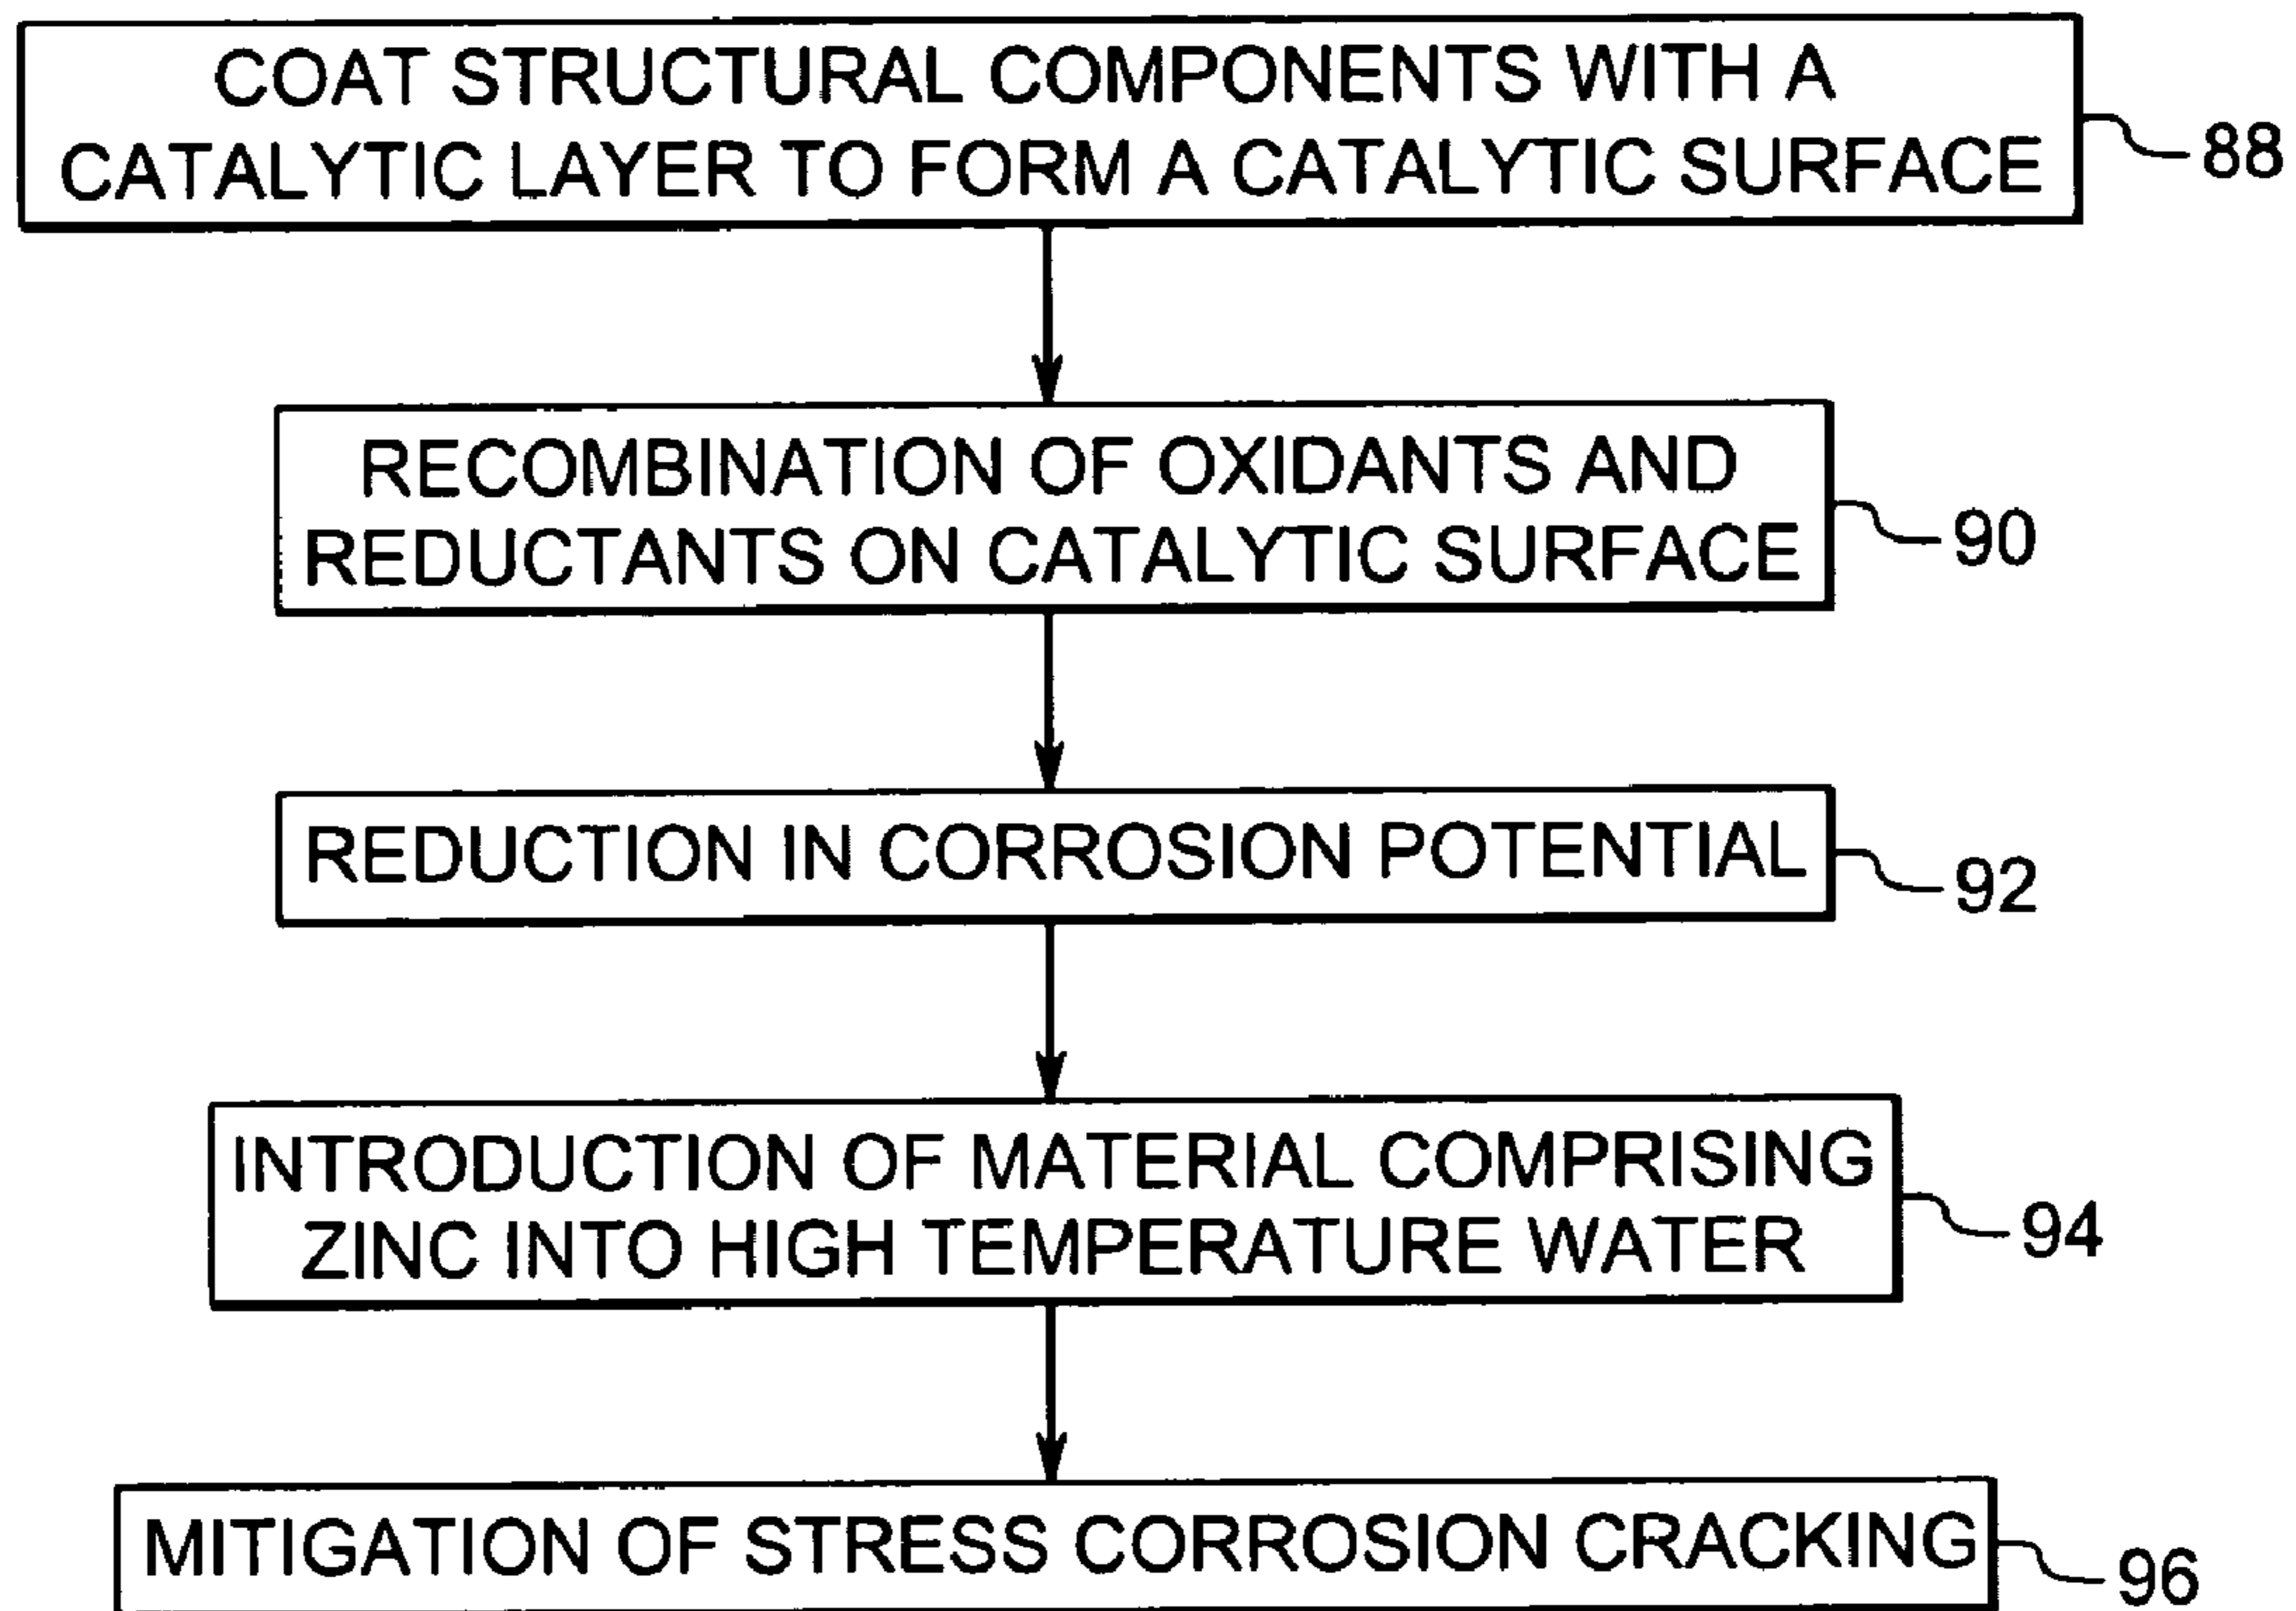 COAT STRUCTURAL COMPONENTS WITH A
CATALYTIC LAYER TO FORM A CATALYTIC SURFACE
88
RECOMBINATION OF OXIDANTS AND
REDUCTANTS ON CATALYTIC SURFACE
90
REDUCTION IN CORROSION POTENTIAL
92
INTRODUCTION OF MATERIAL COMPRISING
ZINC INTO HIGH TEMPERATURE WATER
94
MITIGATION OF STRESS CORROSION CRACKING
96